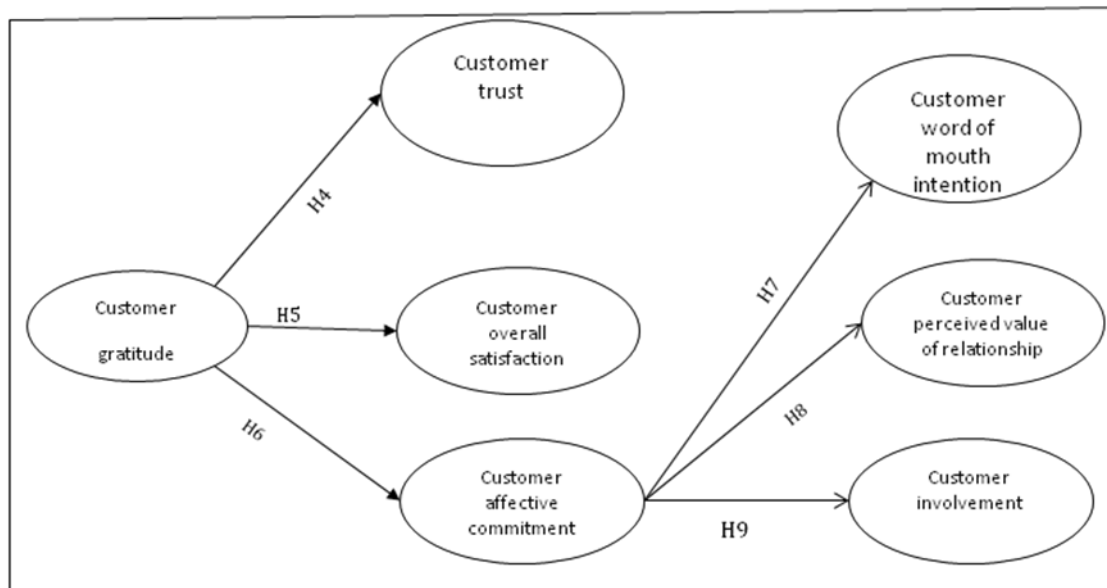 Customer
trust
Customer
word of
mouth
intention
H4
H7
Customer
gratitude
H5
Customer
overall
satisfaction
Customer
perceived value
of relationship
H6
H8
Customer
affective
commitment
H9
Customer
involvement